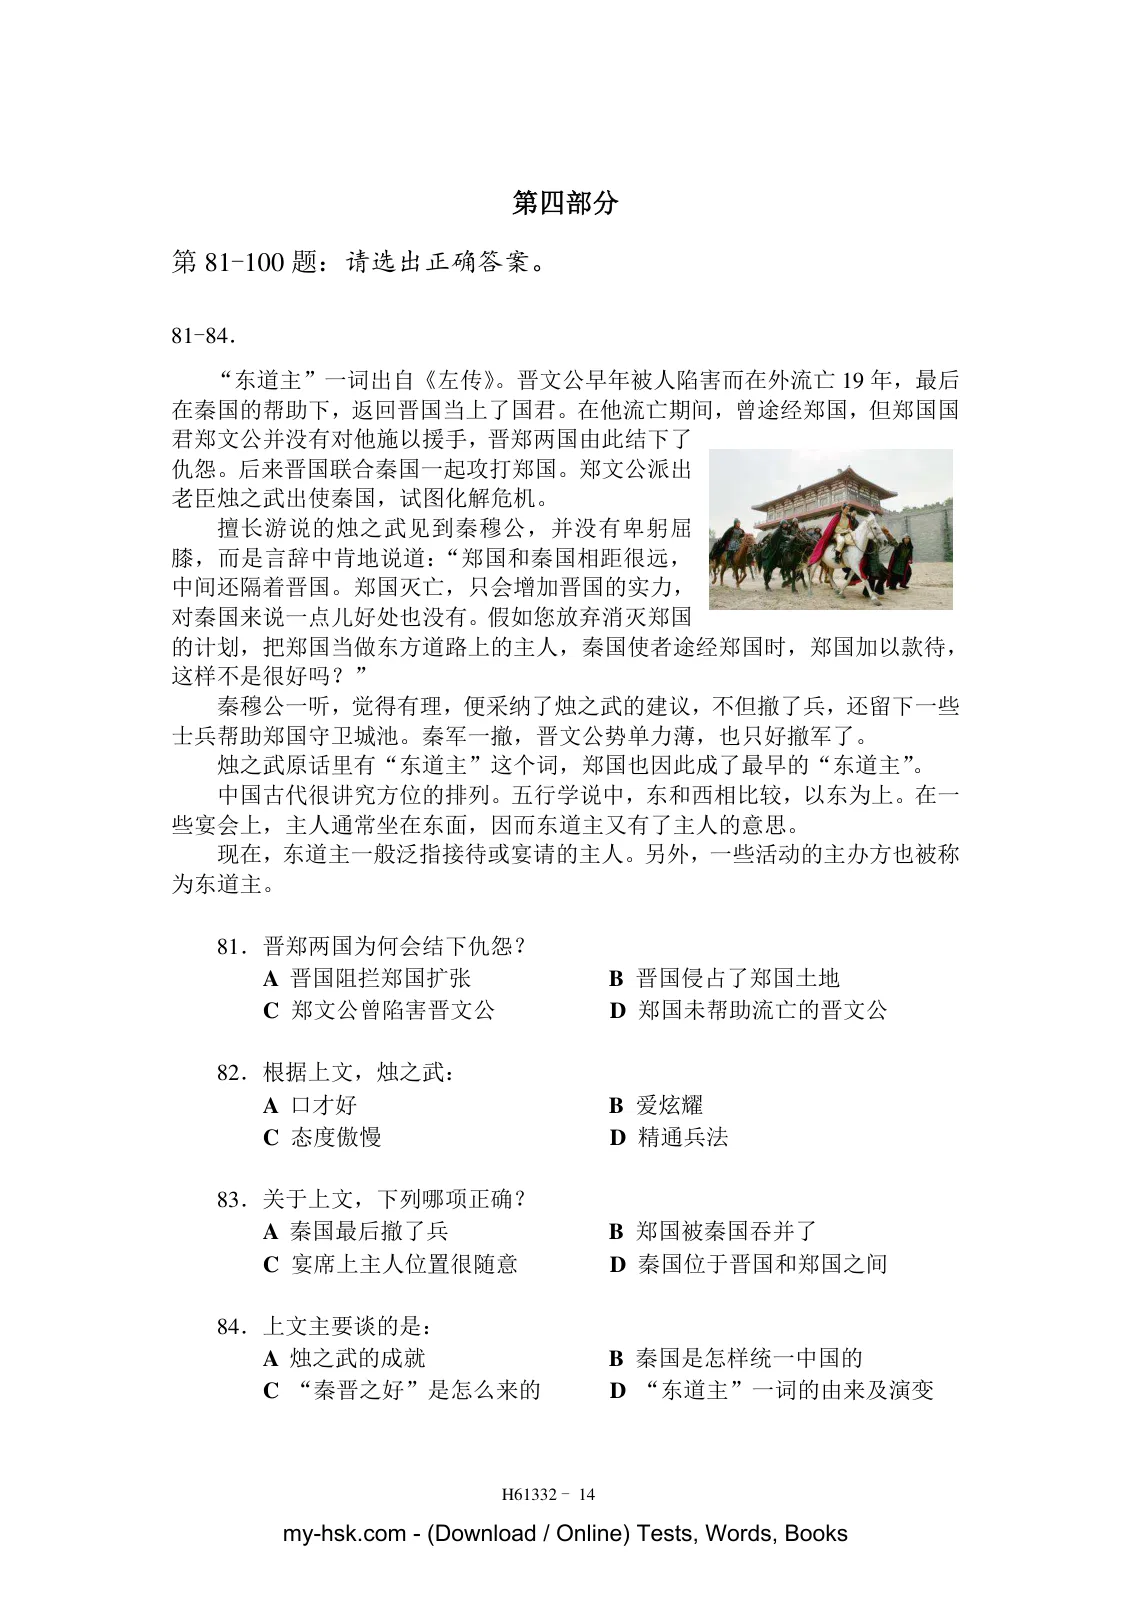 第四部分
第 81-100 题：请选出正确答案。
81-84．
“东道主”一词出自《左传》。晋文公早年被人陷害而在外流亡 19 年，最后
在秦国的帮助下，返回晋国当上了国君。在他流亡期间，曾途经郑国，但郑国国
君郑文公并没有对他施以援手，晋郑两国由此结下了
仇怨。后来晋国联合秦国一起攻打郑国。郑文公派出
老臣烛之武出使秦国，试图化解危机。
擅长游说的烛之武见到秦穆公，并没有卑躬屈
膝，而是言辞中肯地说道：“郑国和秦国相距很远，
中间还隔着晋国。郑国灭亡，只会增加晋国的实力，
对秦国来说一点儿好处也没有。假如您放弃消灭郑国
的计划，把郑国当做东方道路上的主人，秦国使者途经郑国时，郑国加以款待，
这样不是很好吗？”
秦穆公一听，觉得有理，便采纳了烛之武的建议，不但撤了兵，还留下一些
士兵帮助郑国守卫城池。秦军一撤，晋文公势单力薄，也只好撤军了。
烛之武原话里有“东道主”这个词，郑国也因此成了最早的“东道主”。
中国古代很讲究方位的排列。五行学说中，东和西相比较，以东为上。在一
些宴会上，主人通常坐在东面，因而东道主又有了主人的意思。
现在，东道主一般泛指接待或宴请的主人。另外，一些活动的主办方也被称
为东道主。
81．晋郑两国为何会结下仇怨？
A 晋国阻拦郑国扩张 B 晋国侵占了郑国土地
C 郑文公曾陷害晋文公 D 郑国未帮助流亡的晋文公
82．根据上文，烛之武：
A 口才好 B 爱炫耀
C 态度傲慢 D 精通兵法
83．关于上文，下列哪项正确？
A 秦国最后撤了兵 B 郑国被秦国吞并了
C 宴席上主人位置很随意 D 秦国位于晋国和郑国之间
84．上文主要谈的是：
A 烛之武的成就 B 秦国是怎样统一中国的
C “秦晋之好”是怎么来的 D “东道主”一词的由来及演变
H61332－ 14
my-hsk.com - (Download / Online) Tests, Words, Books